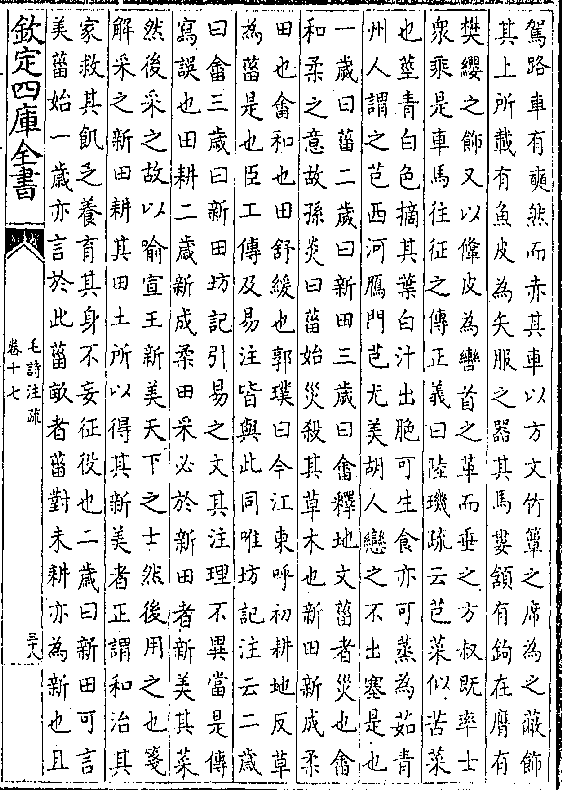 駕路車有奭然而赤其車以方文竹簟之席為之蔽飾
其上所載有魚皮為矢服之器其馬婁頷有鉤在膺有
樊纓之飾又以鞗皮為轡首之革而垂之方叔既率士
衆乘是車馬往征之傳正義曰陸璣疏云芑菜似苦菜
也莖青白色摘其葉白汁出肥可生食亦可蒸為茹青
州人謂之芑西河鴈門芑尤美胡人戀之不出塞是也
一歲曰菑二歲曰新田三歲曰畬釋地文菑者災也畬
和柔之意故孫炎曰菑始災殺其草木也新田新成柔
田也畬和也田舒緩也郭璞曰今江東呼初耕地反草
為菑是也臣工傳及易注皆與此同唯坊記注云二歲
曰畬三歲曰新田坊記引易之文其注理不異當是傳
寫誤也田耕二歲新成柔田采必於新田者新美其菜
然後采之故以喻宣王新美天下之士然後用之也箋
解采之新田耕其田土所以得其新美者正謂和治其
家救其飢乏養育其身不妄征役也二歲曰新田可言
美菑始一歲亦言於此菑畝者菑對未耕亦為新也且
欽定四庫全書
毛詩注疏
卷十七
三八